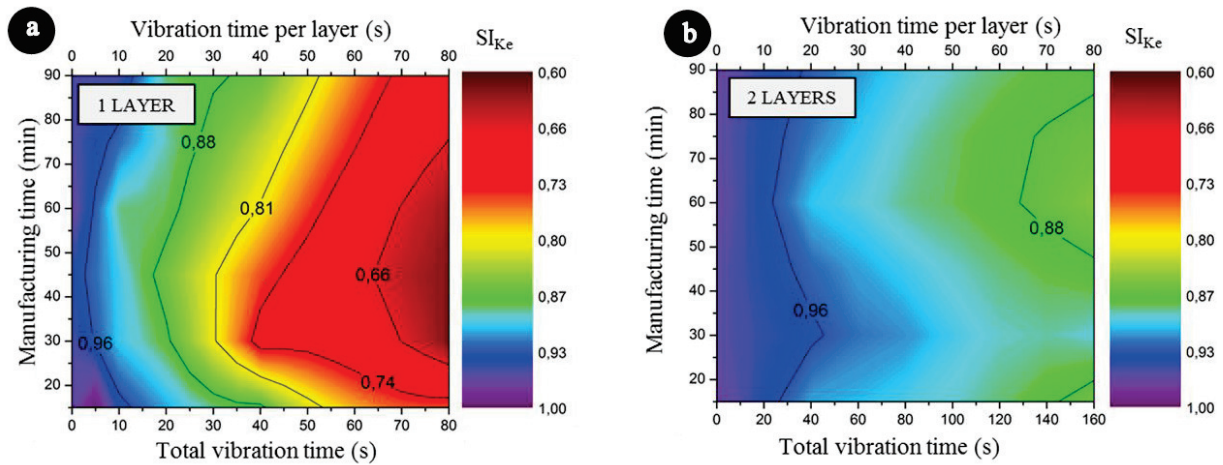 a
Vibration time per layer (s)
SI_Ke
0 10 20 30 40 50 60 70 80
Manufacturing time (min)
90
80
70
60
50
40
30
20
1 LAYER
0,88
0,81
0,66
0,96
0,74
0 10 20 30 40 50 60 70 80
Total vibration time (s)
0,60
0,66
0,73
0,80
0,87
0,93
1,00
b
Vibration time per layer (s)
SI_Ke
0 10 20 30 40 50 60 70 80
Manufacturing time (min)
90
80
70
60
50
40
30
20
2 LAYERS
0,88
0,96
0 20 40 60 80 100 120 140 160
Total vibration time (s)
0,60
0,66
0,73
0,80
0,87
0,93
1,00